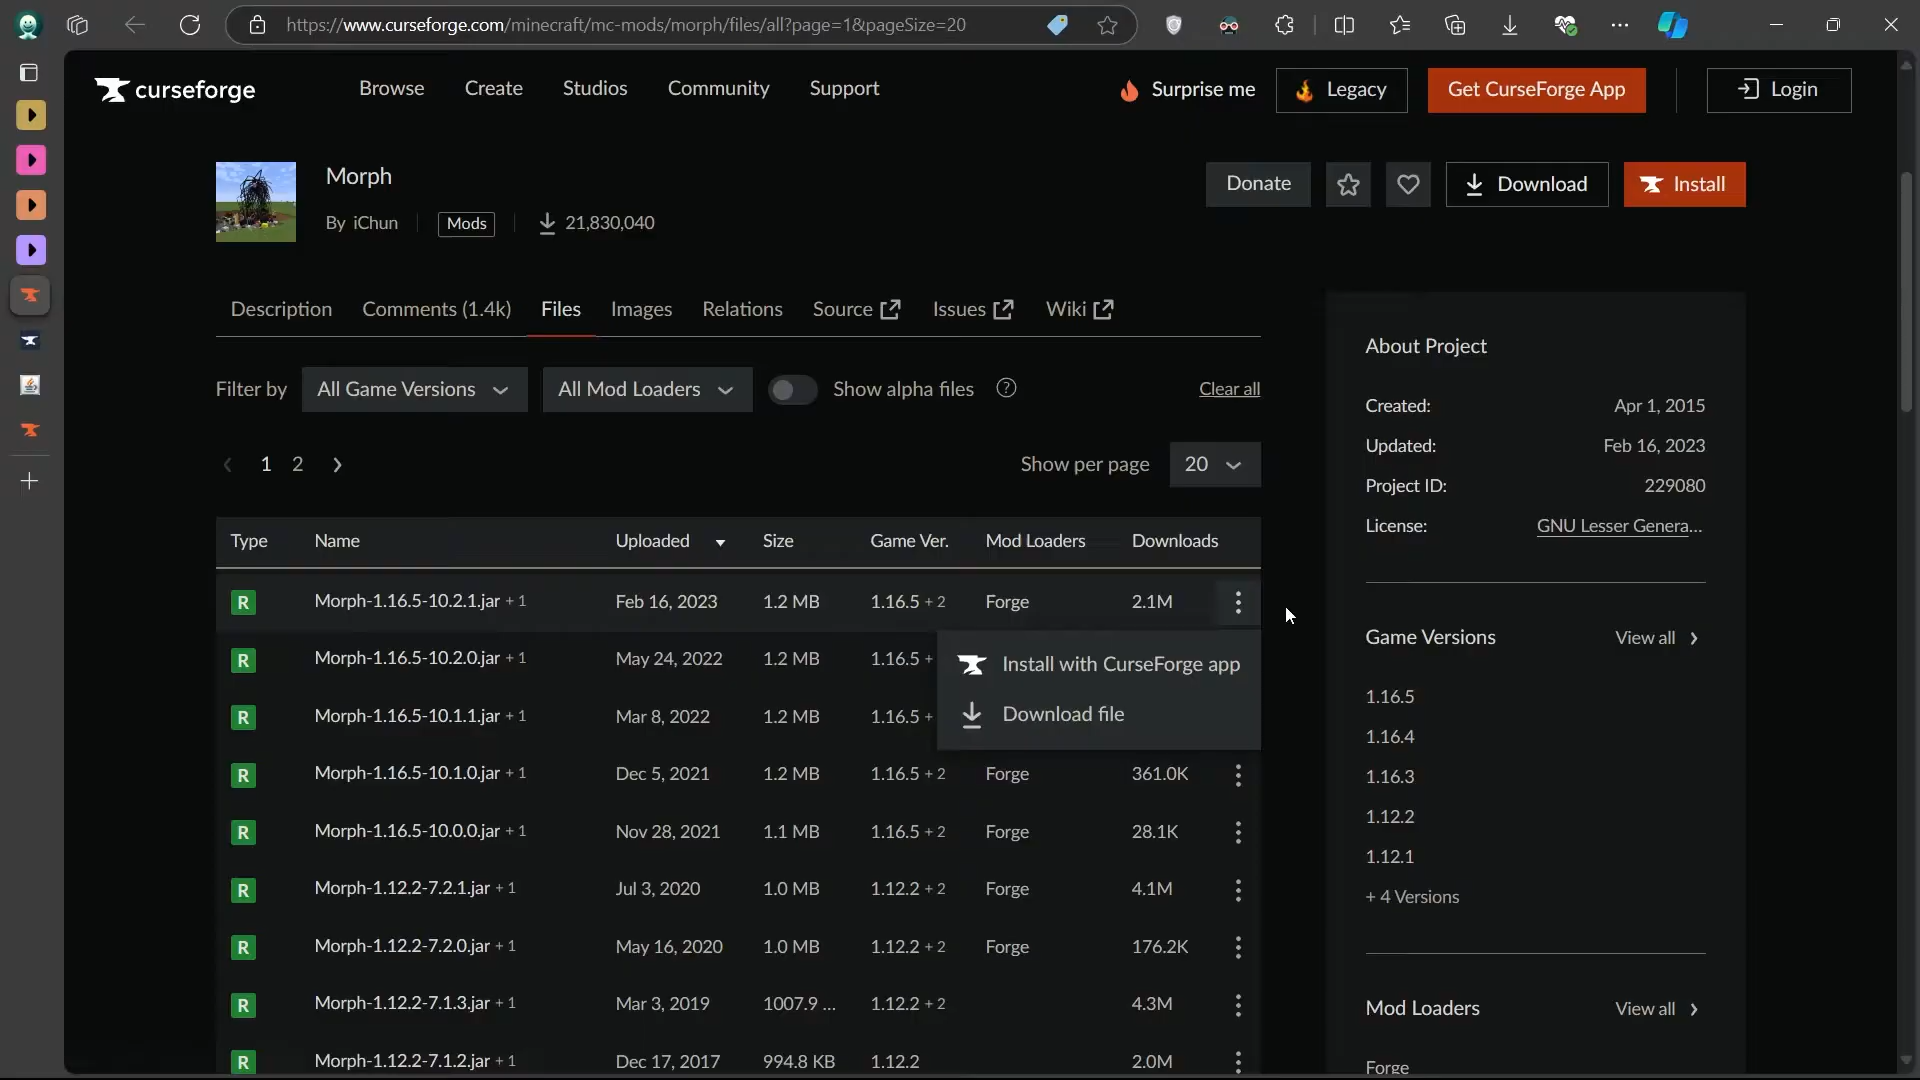 https://www.curseforge.com/minecraft/mc-mods/morph/files/all?page=1&pageSize=20
curseforge Browse Create Studios Community Support Surprise me Legacy Get CurseForge App Login
Morph
By iChun Mods 21,830,040
Donate Download Install
Description Comments (1.4k) Files Images Relations Source Issues Wiki
Filter by All Game Versions All Mod Loaders Show alpha files ? Clear all
1 2 Show per page 20
Type Name Uploaded Size Game Ver. Mod Loaders Downloads
R Morph-1.16.5-10.2.1.jar + 1 Feb 16, 2023 1.2 MB 1.16.5 + 2 Forge 2.1M
R Morph-1.16.5-10.2.0.jar + 1 May 24, 2022 1.2 MB 1.16.5 +
R Morph-1.16.5-10.1.1.jar + 1 Mar 8, 2022 1.2 MB 1.16.5 +
Install with CurseForge app
Download file
R Morph-1.16.5-10.1.0.jar + 1 Dec 5, 2021 1.2 MB 1.16.5 + 2 Forge 361.0K
R Morph-1.16.5-10.0.0.jar + 1 Nov 28, 2021 1.1 MB 1.16.5 + 2 Forge 28.1K
R Morph-1.12.2-7.2.1.jar + 1 Jul 3, 2020 1.0 MB 1.12.2 + 2 Forge 4.1M
R Morph-1.12.2-7.2.0.jar + 1 May 16, 2020 1.0 MB 1.12.2 + 2 Forge 176.2K
R Morph-1.12.2-7.1.3.jar + 1 Mar 3, 2019 1007.9 ... 1.12.2 + 2 4.3M
R Morph-1.12.2-7.1.2.jar + 1 Dec 17, 2017 994.8 KB 1.12.2 2.0M
About Project
Created: Apr 1, 2015
Updated: Feb 16, 2023
Project ID: 229080
License: GNU Lesser Genera...
Game Versions View all
1.16.5
1.16.4
1.16.3
1.12.2
1.12.1
+ 4 Versions
Mod Loaders View all
Forge